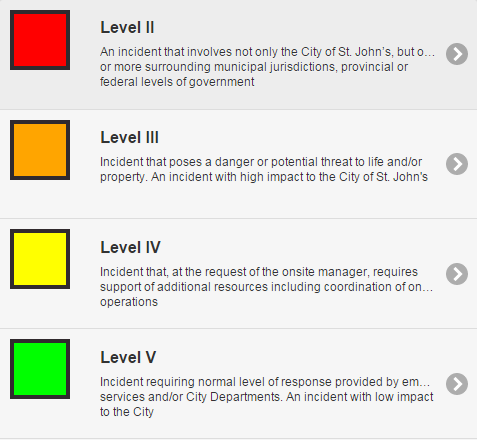 Level II
An incident that involves not only the City of St. John's, but o...
or more surrounding municipal jurisdictions, provincial or
federal levels of government
Level III
Incident that poses a danger or potential threat to life and/or
property. An incident with high impact to the City of St. John's
Level IV
Incident that, at the request of the onsite manager, requires
support of additional resources including coordination of on...
operations
Level V
Incident requiring normal level of response provided by em...
services and/or City Departments. An incident with low impact
to the City